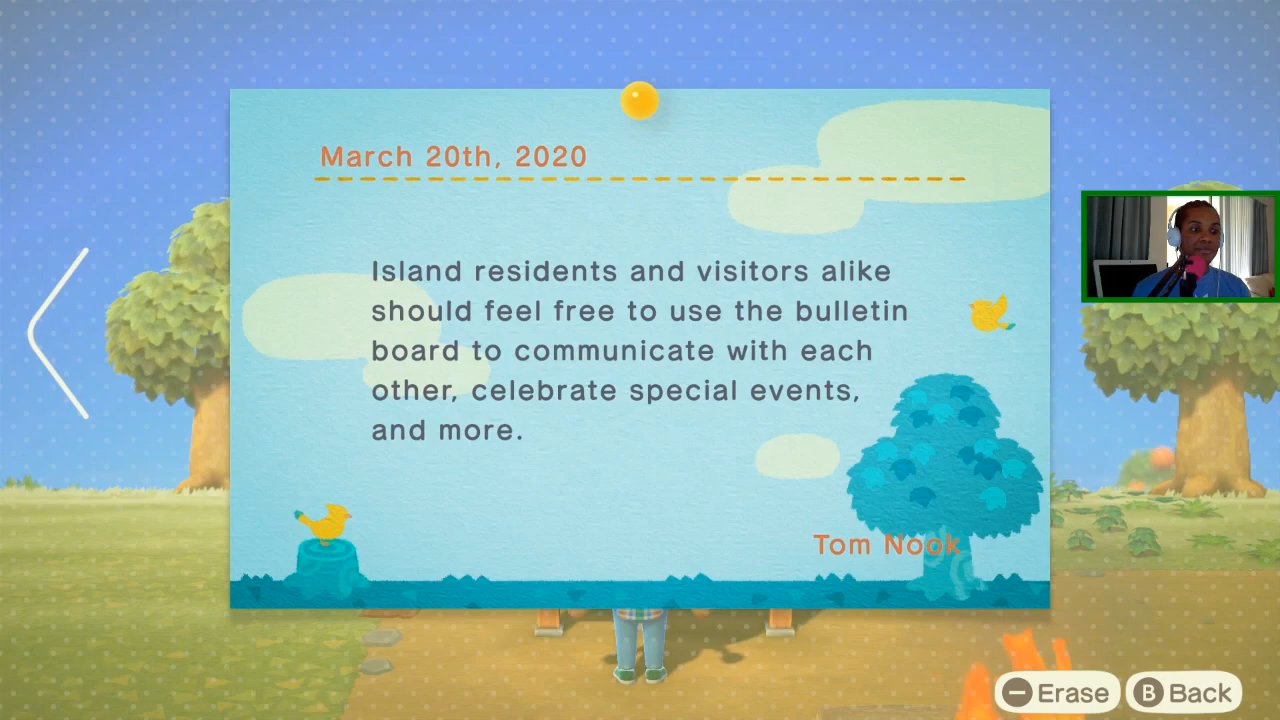 March 20th, 2020
Island residents and visitors alike
should feel free to use the bulletin
board to communicate with each
other, celebrate special events,
and more.
Tom Nook
Erase
B Back